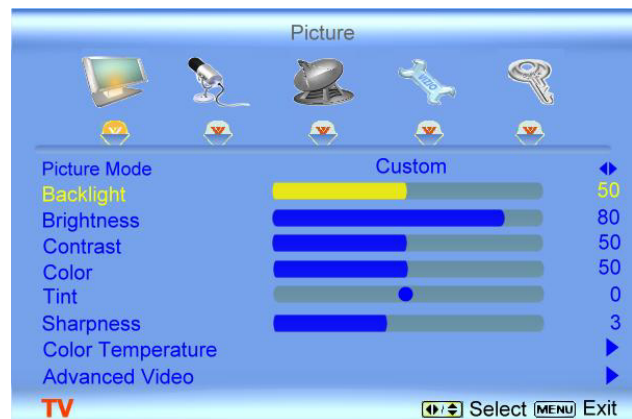 Picture
VIZIO
Picture Mode Custom
Backlight 50
Brightness 80
Contrast 50
Color 50
Tint 0
Sharpness 3
Color Temperature
Advanced Video
TV Select MENU Exit